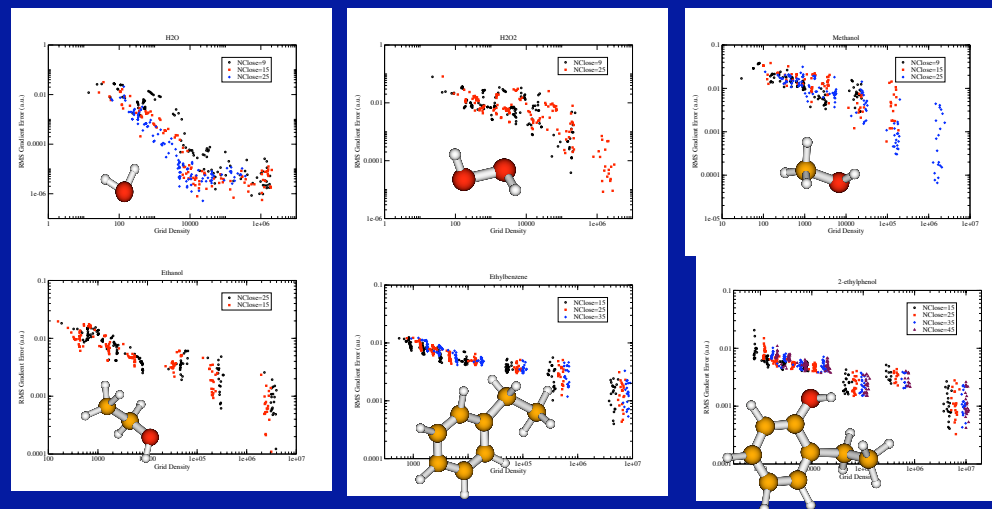 H2O
1
0.01
0.0001
1e-06
1
100
10000
1e+06
RMS Gradient Error (a.u.)
Grid Density
NClose=9
NClose=15
NClose=25
H2O2
1
0.01
0.0001
1e-06
1
100
10000
1e+06
RMS Gradient Error (a.u.)
Grid Density
NClose=9
NClose=25
Methanol
0.1
0.01
0.001
0.0001
1e-05
10
100
1000
10000
1e+05
1e+06
1e+07
RMS Gradient Error (a.u.)
Grid Density
NClose=9
NClose=15
NClose=25
Ethanol
0.1
0.01
0.001
0.0001
100
1000
10000
1e+05
1e+06
1e+07
RMS Gradient Error (a.u.)
Grid Density
NClose=25
NClose=15
Ethylbenzene
0.1
0.01
0.001
0.0001
1000
1e+05
1e+06
1e+07
RMS Gradient Error (a.u.)
Grid Density
NClose=15
NClose=25
NClose=35
2-ethylphenol
0.1
0.01
0.001
1e+05
1e+06
1e+07
RMS Gradient Error (a.u.)
Grid
NClose=15
NClose=25
NClose=35
NClose=45